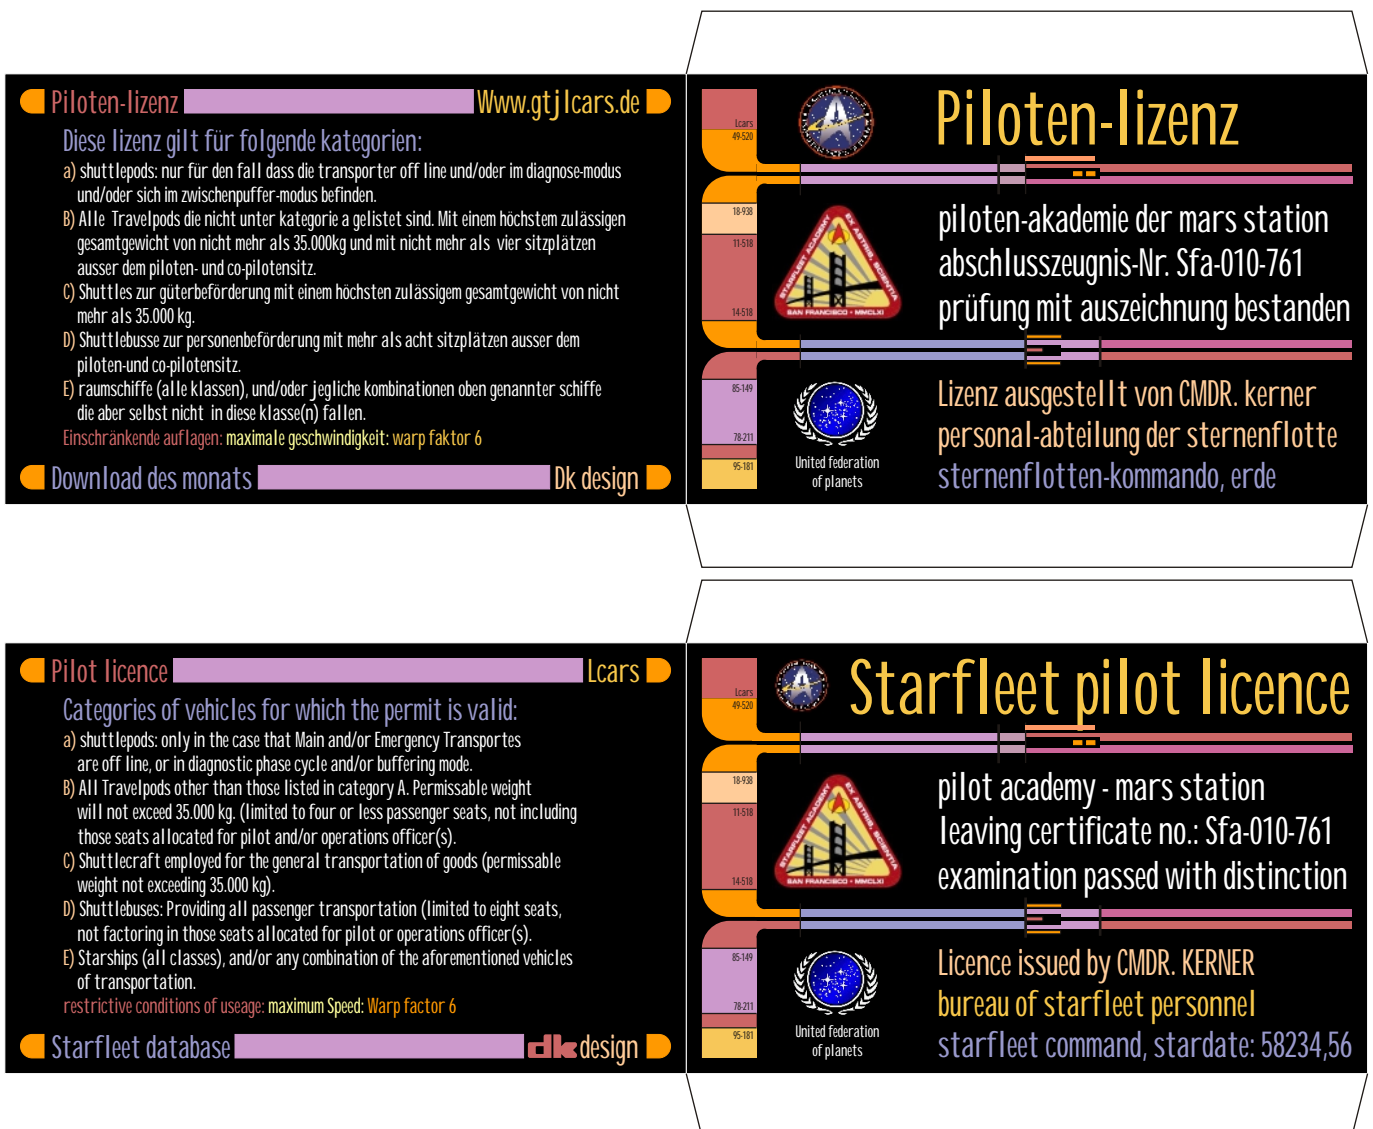 Piloten-lizenz Www.gtjlcars.de
Diese lizenz gilt für folgende kategorien:
a) shuttlepods: nur für den fall dass die transporter off line und/oder im diagnose-modus
und/oder sich im zwischenpuffer-modus befinden.
B) Alle Travelpods die nicht unter kategorie a gelistet sind. Mit einem höchstem zulässigen
gesamtgewicht von nicht mehr als 35.000kg und mit nicht mehr als vier sitzplätzen
ausser dem piloten- und co-pilotensitz.
C) Shuttles zur güterbeförderung mit einem höchsten zulässigem gesamtgewicht von nicht
mehr als 35.000 kg.
D) Shuttlebusse zur personenbeförderung mit mehr als acht sitzplätzen ausser dem
piloten-und co-pilotensitz.
E) raumschiffe (alle klassen), und/oder jegliche kombinationen oben genannter schiffe
die aber selbst nicht in diese klasse(n) fallen.
Einschränkende auflagen: maximale geschwindigkeit: warp faktor 6
Download des monats Dk design
Lcars
49-520
18-938
11-518
14-518
85-149
78-211
95-181
Piloten-lizenz
STARFLEET ACADEMY
EX ASTRIS, SCIENTIA
SAN FRANCISCO • MMCLXI
piloten-akademie der mars station
abschlusszeugnis-Nr. Sfa-010-761
prüfung mit auszeichnung bestanden
United federation
of planets
Lizenz ausgestellt von CMDR. kerner
personal-abteilung der sternenflotte
sternenflotten-kommando, erde
Pilot licence Lcars
Categories of vehicles for which the permit is valid:
a) shuttlepods: only in the case that Main and/or Emergency Transportes
are off line, or in diagnostic phase cycle and/or buffering mode.
B) All Travelpods other than those listed in category A. Permissable weight
will not exceed 35.000 kg. (limited to four or less passenger seats, not including
those seats allocated for pilot and/or operations officer(s).
C) Shuttlecraft employed for the general transportation of goods (permissable
weight not exceeding 35.000 kg).
D) Shuttlebuses: Providing all passenger transportation (limited to eight seats,
not factoring in those seats allocated for pilot or operations officer(s).
E) Starships (all classes), and/or any combination of the aforementioned vehicles
of transportation.
restrictive conditions of useage: maximum Speed: Warp factor 6
Starfleet database dk design
Lcars
49-520
18-938
11-518
14-518
85-149
78-211
95-181
Starfleet pilot licence
STARFLEET ACADEMY
EX ASTRIS, SCIENTIA
SAN FRANCISCO • MMCLXI
pilot academy - mars station
leaving certificate no.: Sfa-010-761
examination passed with distinction
United federation
of planets
Licence issued by CMDR. KERNER
bureau of starfleet personnel
starfleet command, stardate: 58234,56